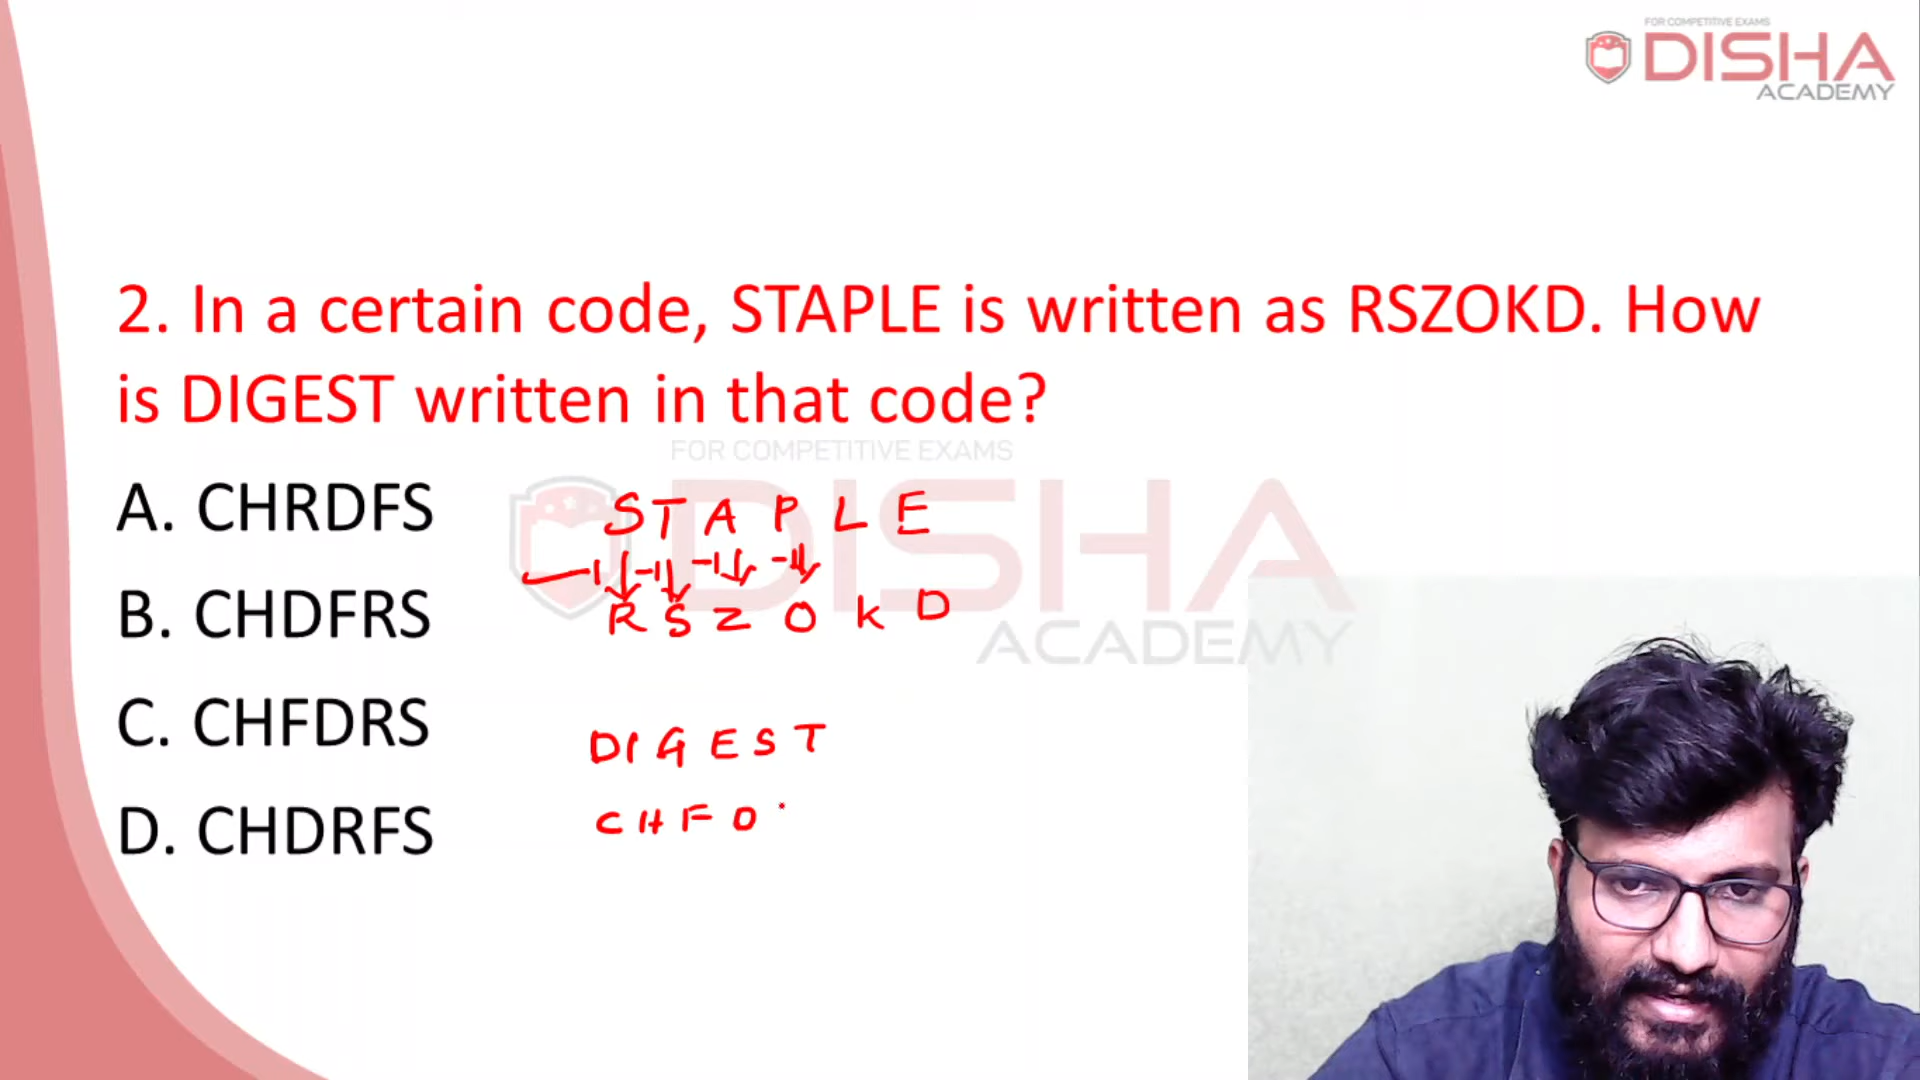 FOR COMPETITIVE EXAMS
DISHA
ACADEMY
2. In a certain code, STAPLE is written as RSZOKD. How
is DIGEST written in that code?
FOR COMPETITIVE EXAMS
DISHA
ACADEMY
A. CHRDFS
B. CHDFRS
C. CHFDRS
D. CHDRFS
S T A P L E
-1 -1 -1 -1
R S Z O K D
D I G E S T
C H F D